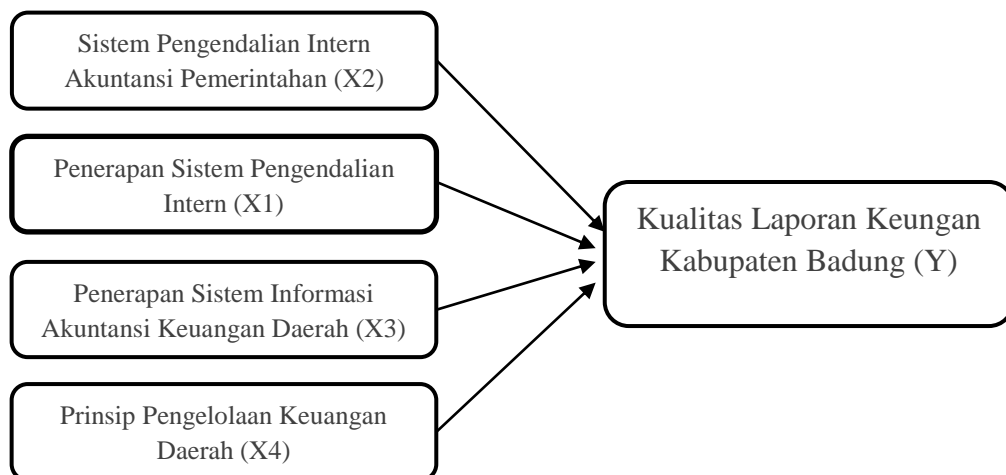 Sistem Pengendalian Intern
Akuntansi Pemerintahan (X2)
Penerapan Sistem Pengendalian
Intern (X1)
Penerapan Sistem Informasi
Akuntansi Keuangan Daerah (X3)
Prinsip Pengelolaan Keuangan
Daerah (X4)
Kualitas Laporan Keungan
Kabupaten Badung (Y)